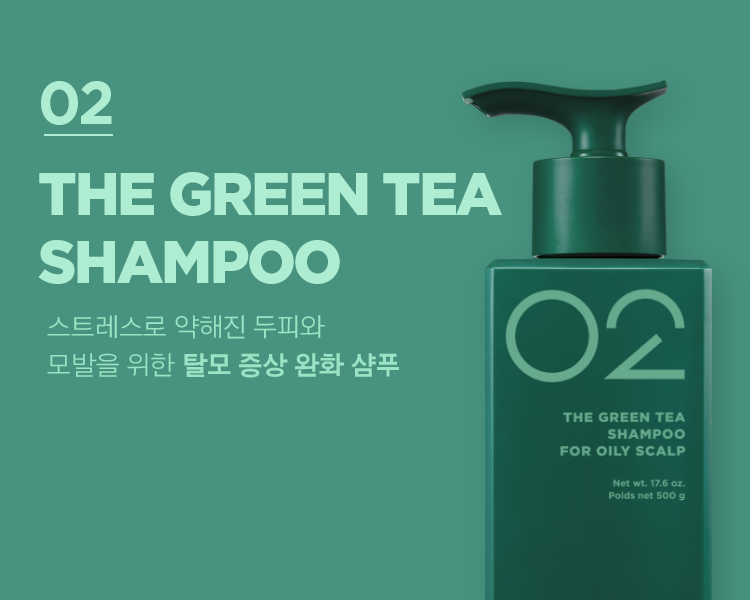 02
THE GREEN TEA
SHAMPOO
스트레스로 약해진 두피와
모발을 위한 탈모 증상 완화 샴푸
02
THE GREEN TEA
SHAMPOO
FOR OILY SCALP
Net wt. 17.6 oz.
Poids net 500 g